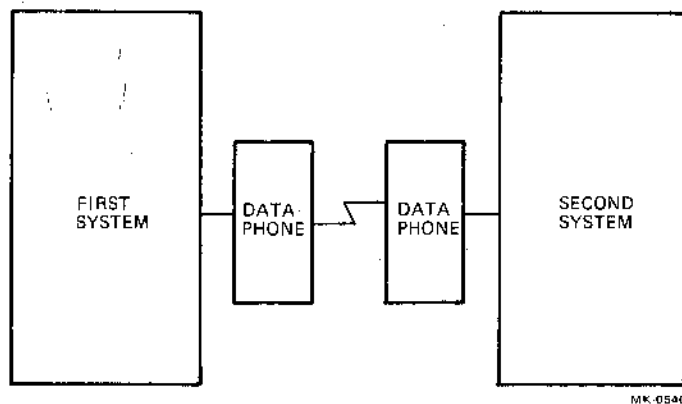 FIRST
SYSTEM
DATA-
PHONE
DATA
PHONE
SECOND
SYSTEM